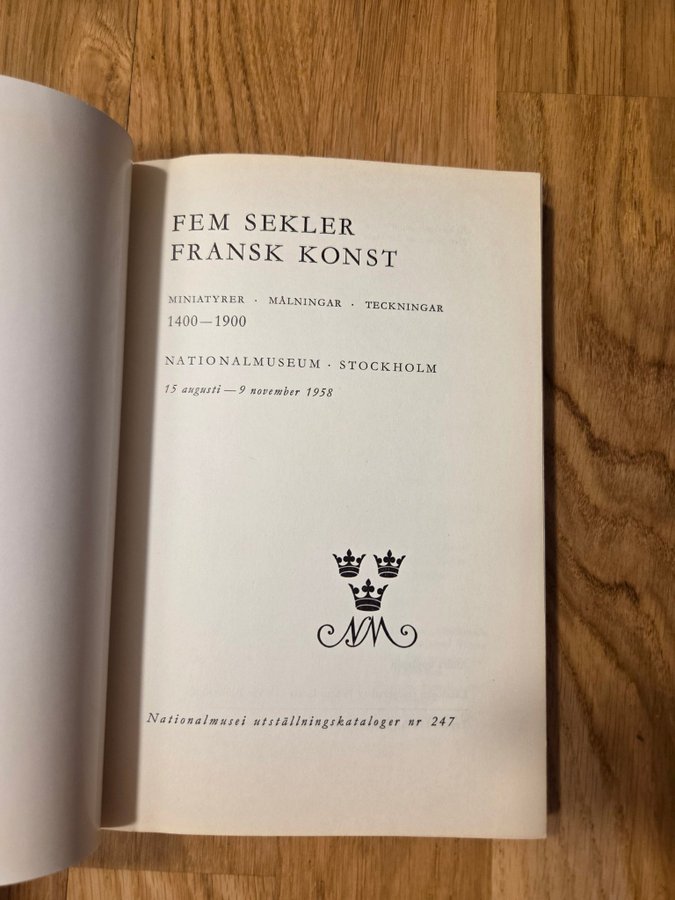 FEM SEKLER
FRANSK KONST
MINIATYRER · MÅLNINGAR · TECKNINGAR
1400—1900
NATIONALMUSEUM · STOCKHOLM
15 augusti — 9 november 1958
NM
Nationalmusei utställningskataloger nr 247